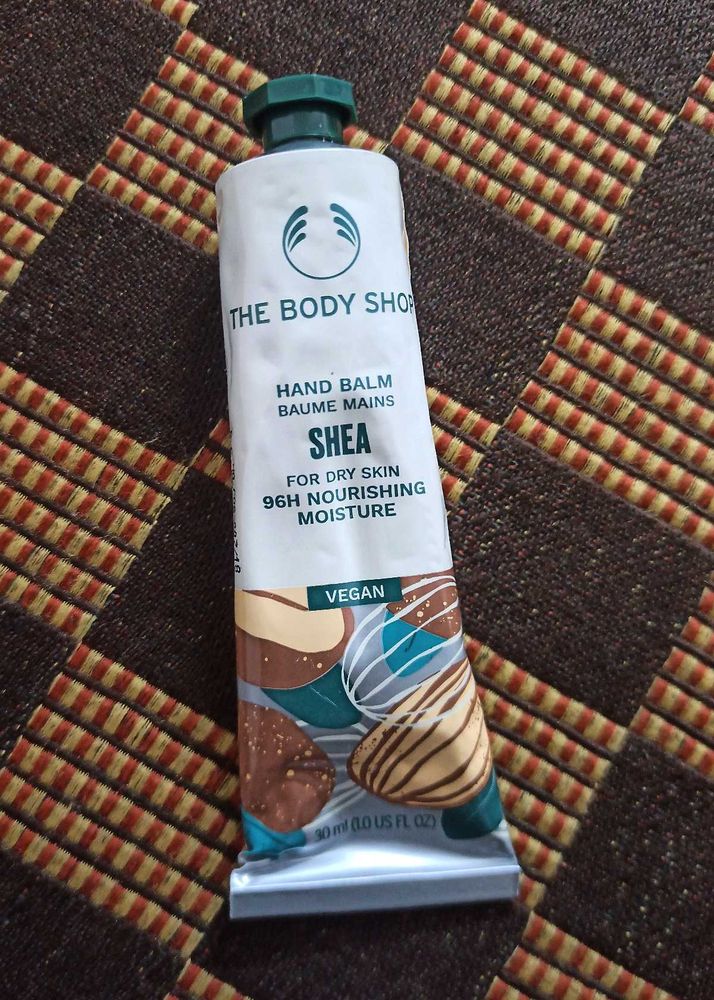 THE BODY SHOP
HAND BALM
BAUME MAINS
SHEA
FOR DRY SKIN
96H NOURISHING
MOISTURE
VEGAN
30 ml (1.0 US FL OZ)